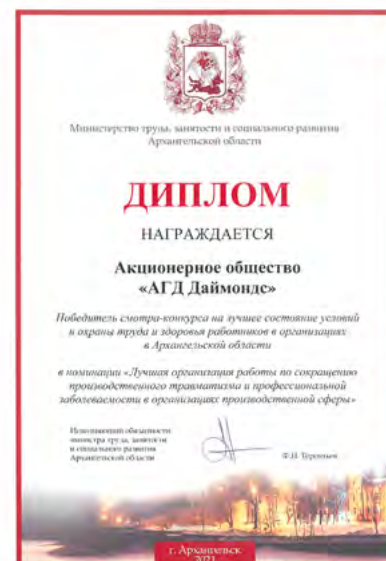 Министерство труда, занятости и социального развития
Архангельской области
ДИПЛОМ
НАГРАЖДАЕТСЯ
Акционерное общество
«АГД Даймондс»
Победитель смотра-конкурса на лучшее состояние условий
и охраны труда и здоровья работников в организациях
в Архангельской области
в номинации «Лучшая организация работы по сокращению
производственного травматизма и профессиональной
заболеваемости в организациях производственной сферы»
Исполняющий обязанности
министра труда, занятости
и социального развития
Архангельской области
Ф.И.
г. Архангельск
2021